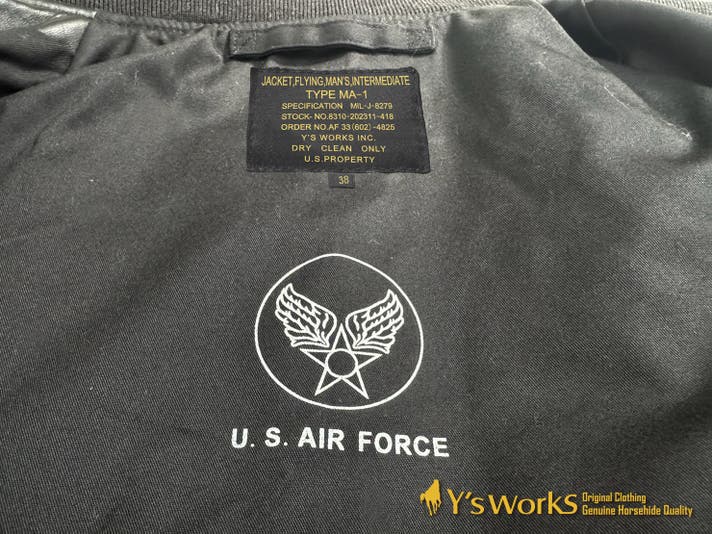 JACKET,FLYING,MAN'S,INTERMEDIATE
TYPE MA-1
SPECIFICATION MIL-J-8279
STOCK- NO.8310-202311-418
ORDER NO.AF 33(602)-4825
Y'S WORKS INC.
DRY CLEAN ONLY
U.S.PROPERTY
38
U. S. AIR FORCE
Y's WORKS
Original Clothing
Genuine Horsehide Quality